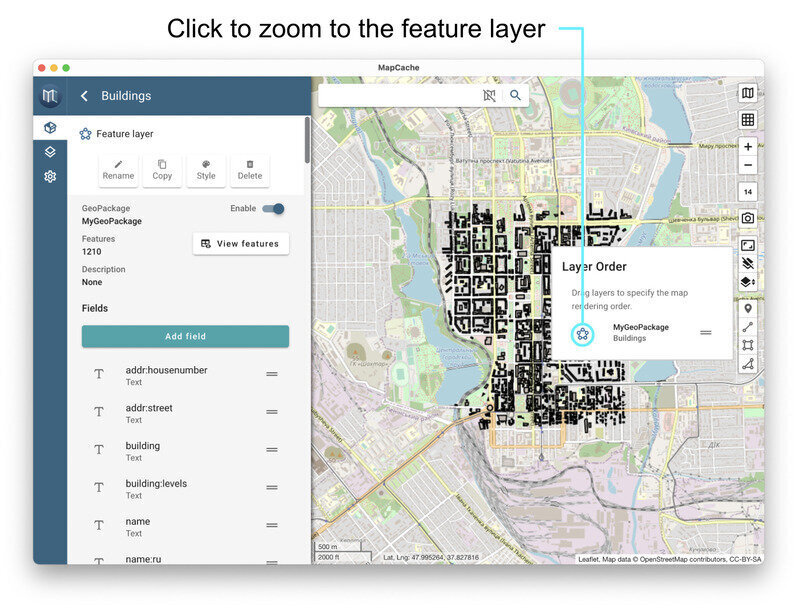 Click to zoom to the feature layer
MapCache
Buildings
Feature layer
Rename
Copy
Style
Delete
GeoPackage
MyGeoPackage
Enable
Features
1210
View features
Description
None
Fields
Add field
addr:housenumber
Text
addr:street
Text
building
Text
building:levels
Text
name
Text
name:ru
14
Layer Order
Drag layers to specify the map
rendering order.
MyGeoPackage
Buildings
500 m
2000 ft
Lat, Lng: 47.995264, 37.827816
Leaflet. Map data © OpenStreetMap contributors, CC-BY-SA